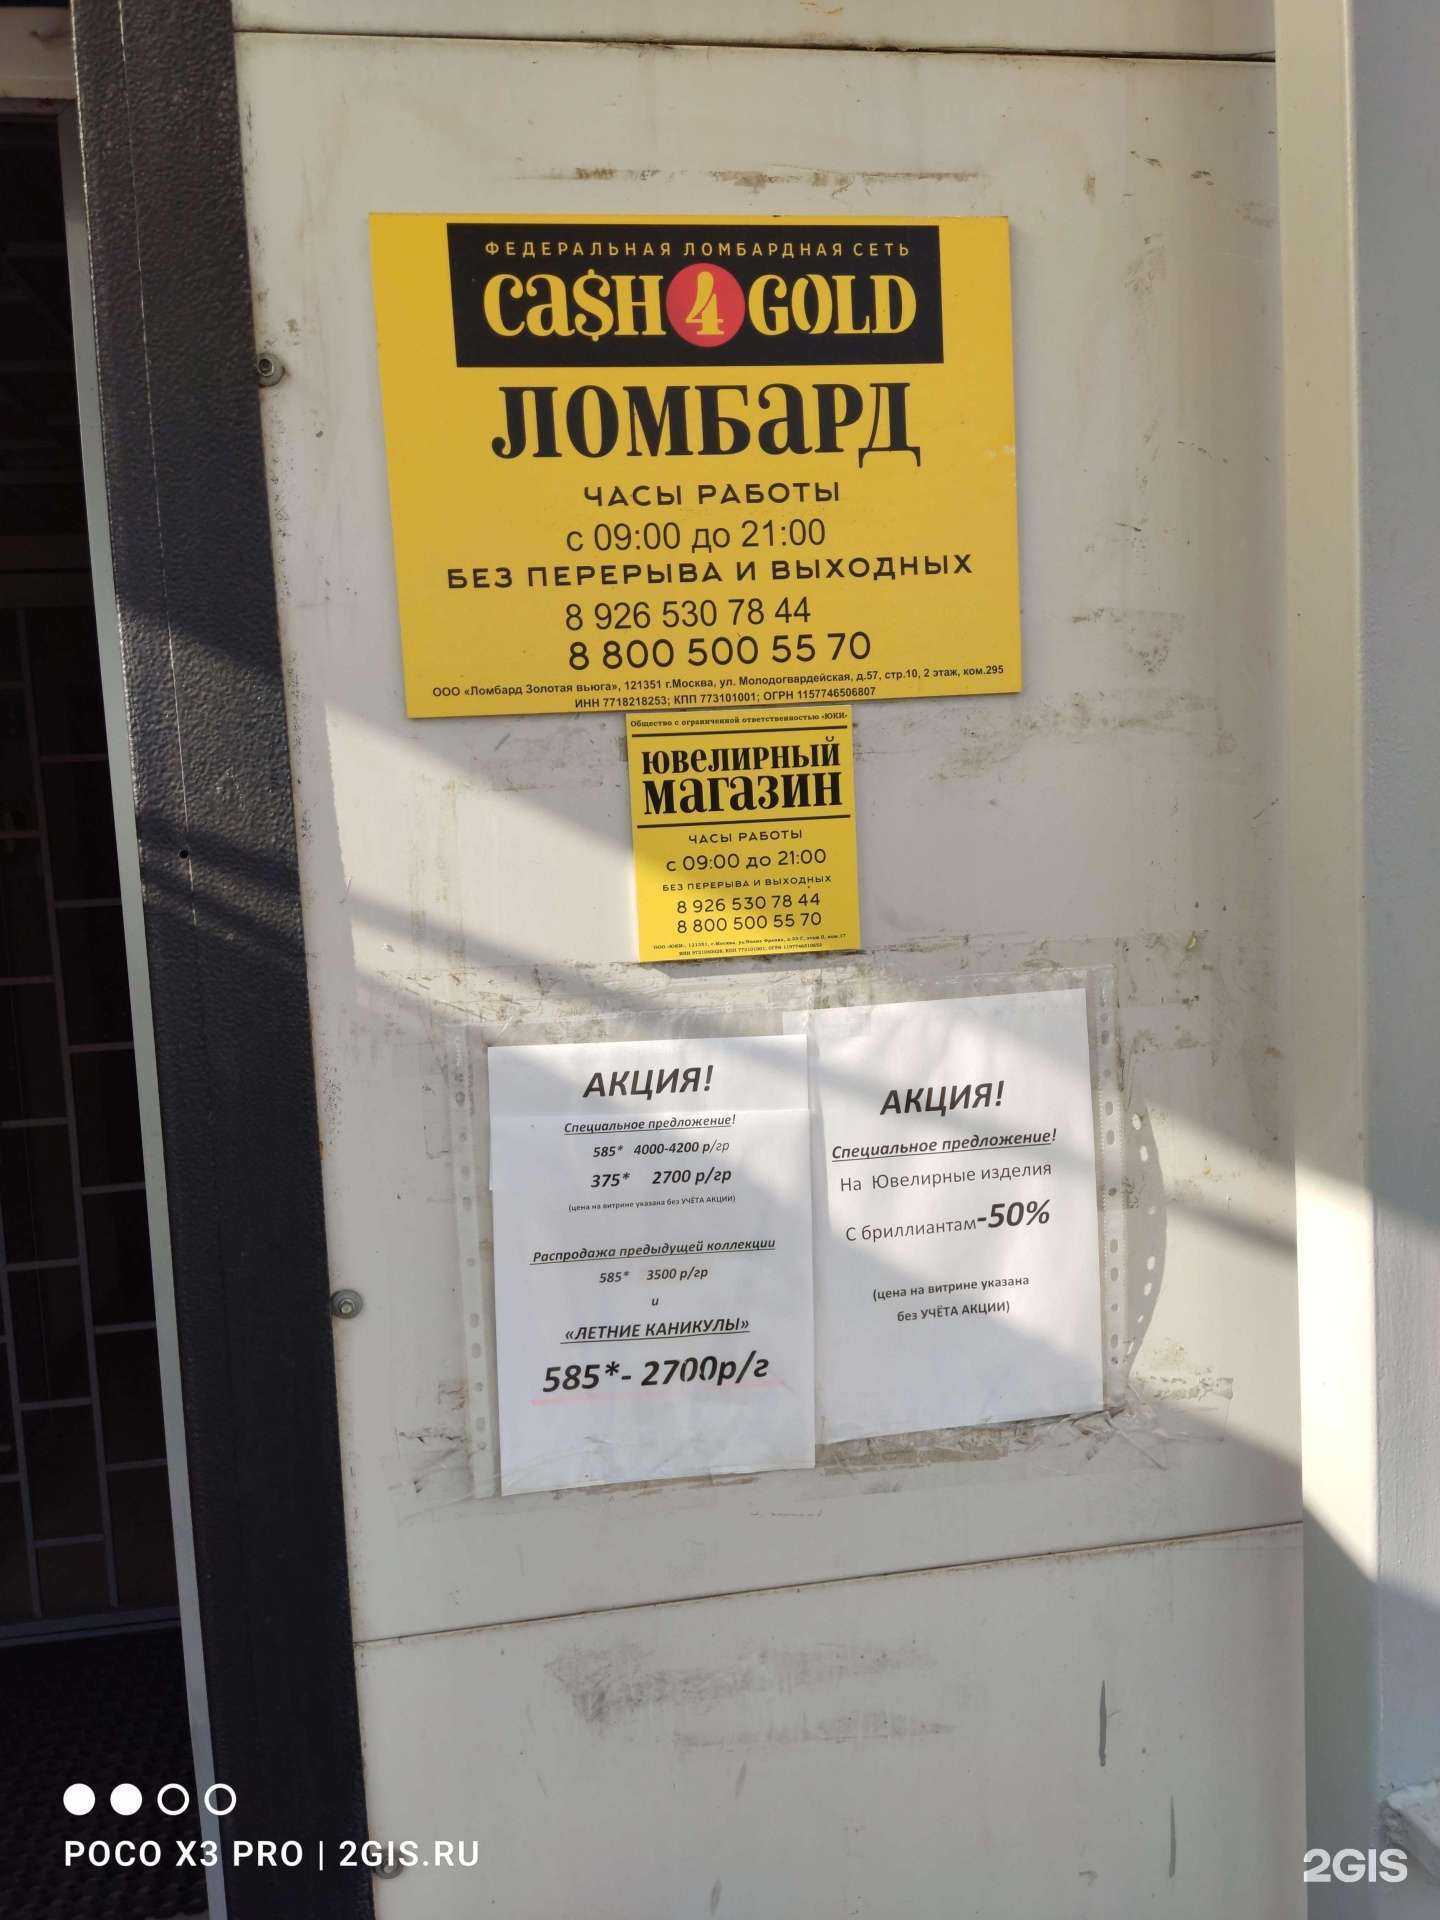 ФЕДЕРАЛЬНАЯ ЛОМБАРДНАЯ СЕТЬ
CA$H 4 GOLD
ЛОМБАРД
ЧАСЫ РАБОТЫ
с 09:00 до 21:00
БЕЗ ПЕРЕРЫВА И ВЫХОДНЫХ
8 926 530 78 44
8 800 500 55 70
ООО «Ломбард Золотая вьюга», 121351 г.Москва, ул. Молодогвардейская, д.57, стр.10, 2 этаж, ком.295
ИНН 7718218253; КПП 773101001; ОГРН 1157746506807
Общество с ограниченной ответственностью «ЮКИ»
ЮВЕЛИРНЫЙ
МАГАЗИН
ЧАСЫ РАБОТЫ
с 09:00 до 21:00
БЕЗ ПЕРЕРЫВА И ВЫХОДНЫХ
8 926 530 78 44
8 800 500 55 70
ООО «ЮКИ», 121351, г.Москва,
АКЦИЯ!
Специальное предложение!
585* 4000-4200 р/гр
375* 2700 р/гр
(цена на витрине указана без УЧЁТА АКЦИИ)
Распродажа предыдущей коллекции
585* 3500 р/гр
и
«ЛЕТНИЕ КАНИКУЛЫ»
585*- 2700р/г
АКЦИЯ!
Специальное предложение!
На Ювелирные изделия
С бриллиантам-50%
(цена на витрине указана
без УЧЁТА АКЦИИ)
POCO X3 PRO | 2GIS.RU
2GIS